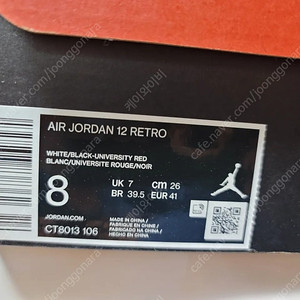 AIR JORDAN 12 RETRO
WHITE/BLACK-UNIVERSITY RED
BLANC/UNIVERSITE ROUGE/NOIR
8
UK 7 cm 26
BR 39.5 EUR 41
JORDAN.COM
CT8013 106
MADE IN CHINA /
FABRIQUE EN CHINE /
FABRICADO NA CHINA /
HECHO EN CHINA